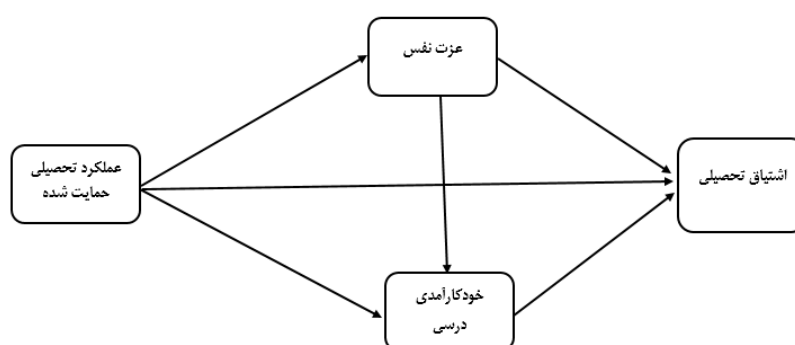 عزت نفس
عملکرد تحصیلی
حمایت شده
اشتیاق تحصیلی
خودکارآمدی
درسی